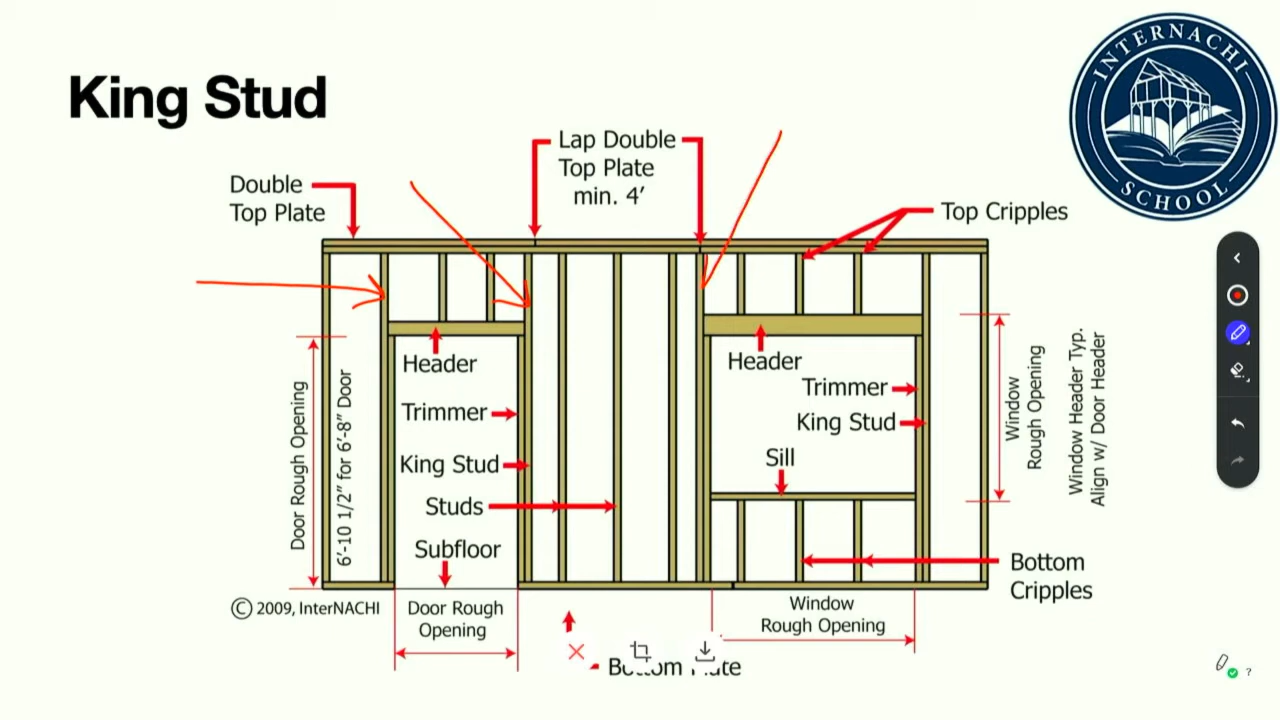 King Stud
INTERNACHI
SCHOOL
Lap Double
Top Plate
min. 4'
Double
Top Plate
Top Cripples
Header
Header
Trimmer
Trimmer
King Stud
King Stud
Sill
Studs
Subfloor
Bottom
Cripples
Door Rough Opening
6'-10 1/2" for 6'-8" Door
Window
Rough Opening
Window Header Typ.
Align w/ Door Header
© 2009, InterNACHI
Door Rough
Opening
Window
Rough Opening
Bottom Plate
?